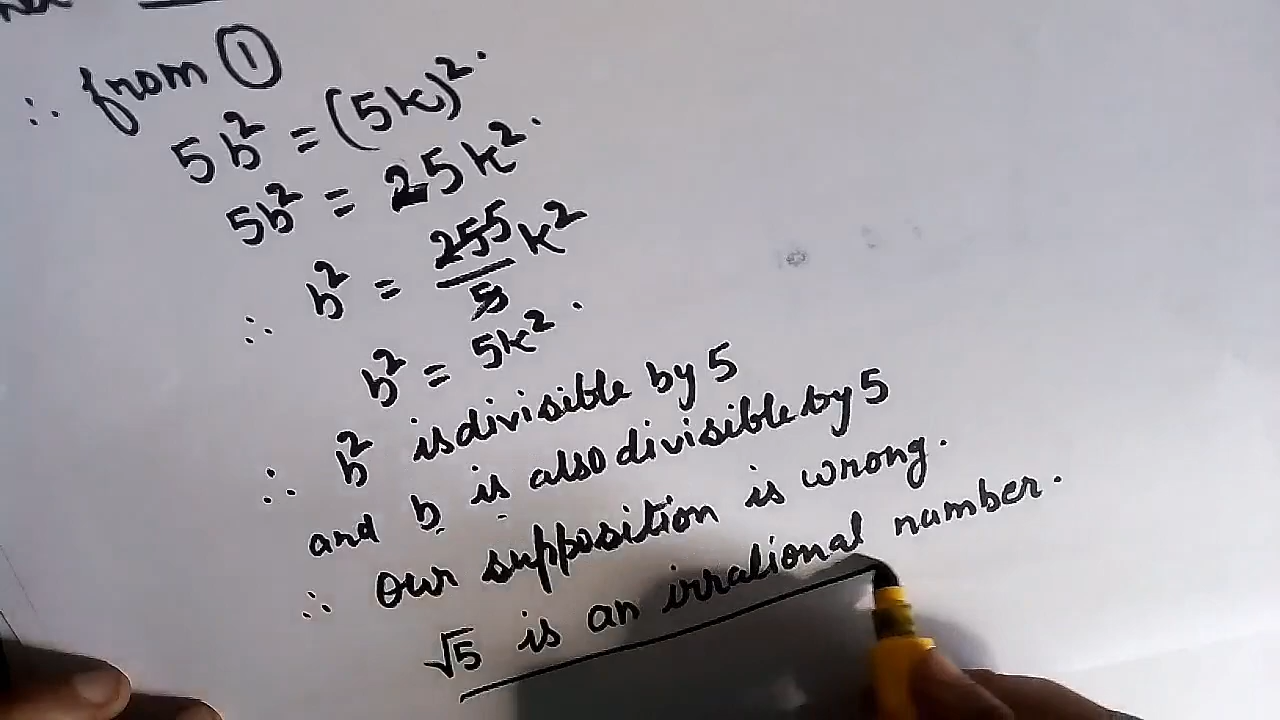 ∴ from ①
5b² = (5k)².
5b² = 25k².
∴ b² = 255/5 k²
b² = 5k².
∴ b² is divisible by 5
and b is also divisible by 5
∴ Our supposition is wrong.
√5 is an irrational number.